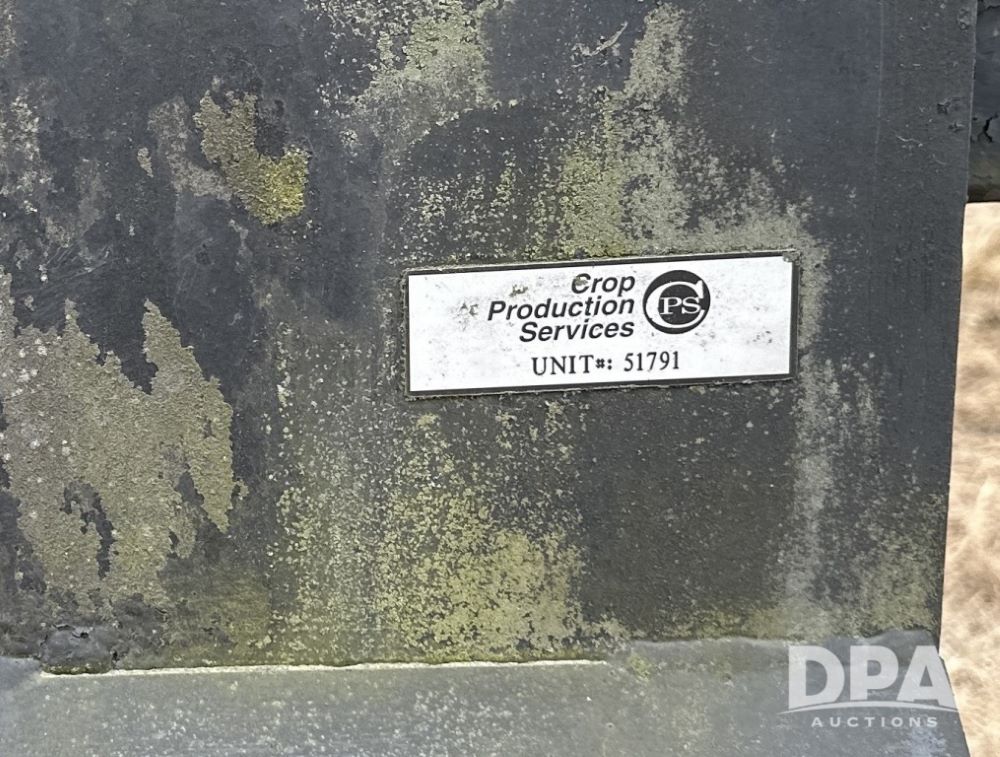 Crop
Production
Services
CPS
UNIT#: 51791
DPA
AUCTIONS